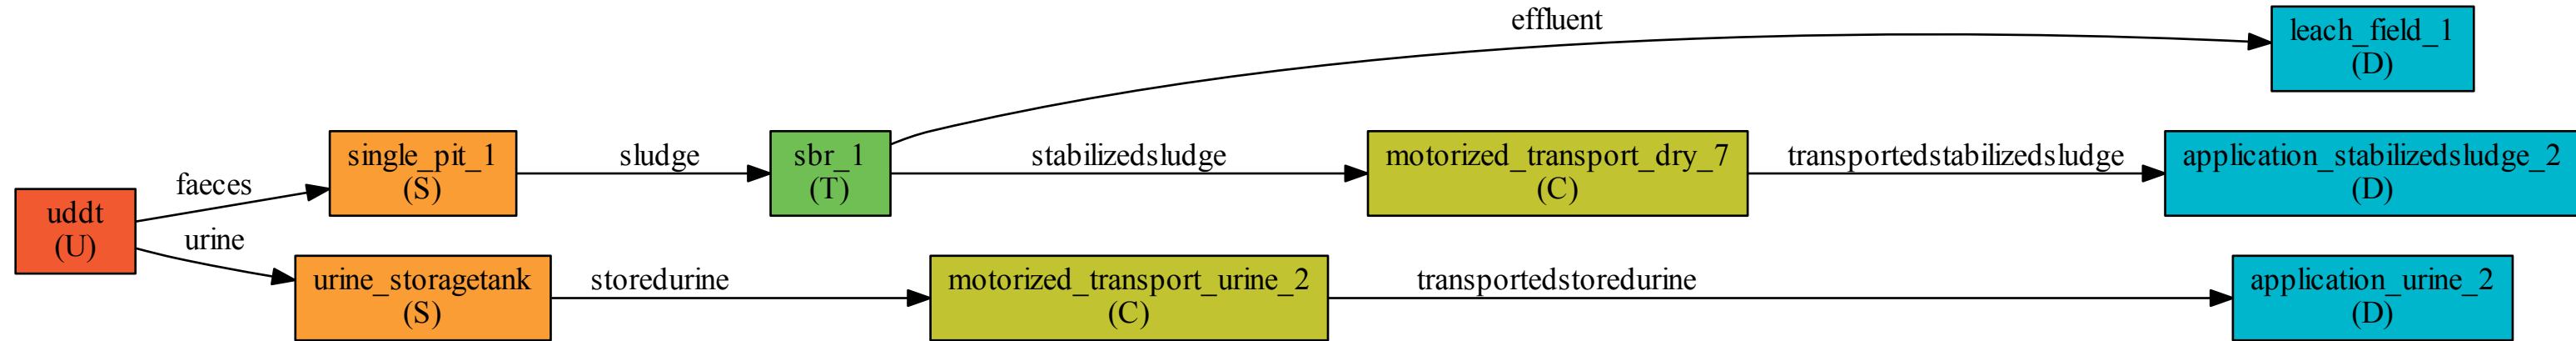 effluent
leach_field_1
(D)
single_pit_1
(S)
sludge
sbr_1
(T)
stabilizedsludge
motorized_transport_dry_7
(C)
transportedstabilizedsludge
application_stabilizedsludge_2
(D)
faeces
uddt
(U)
urine
urine_storagetank
(S)
storedurine
motorized_transport_urine_2
(C)
transportedstoredurine
application_urine_2
(D)